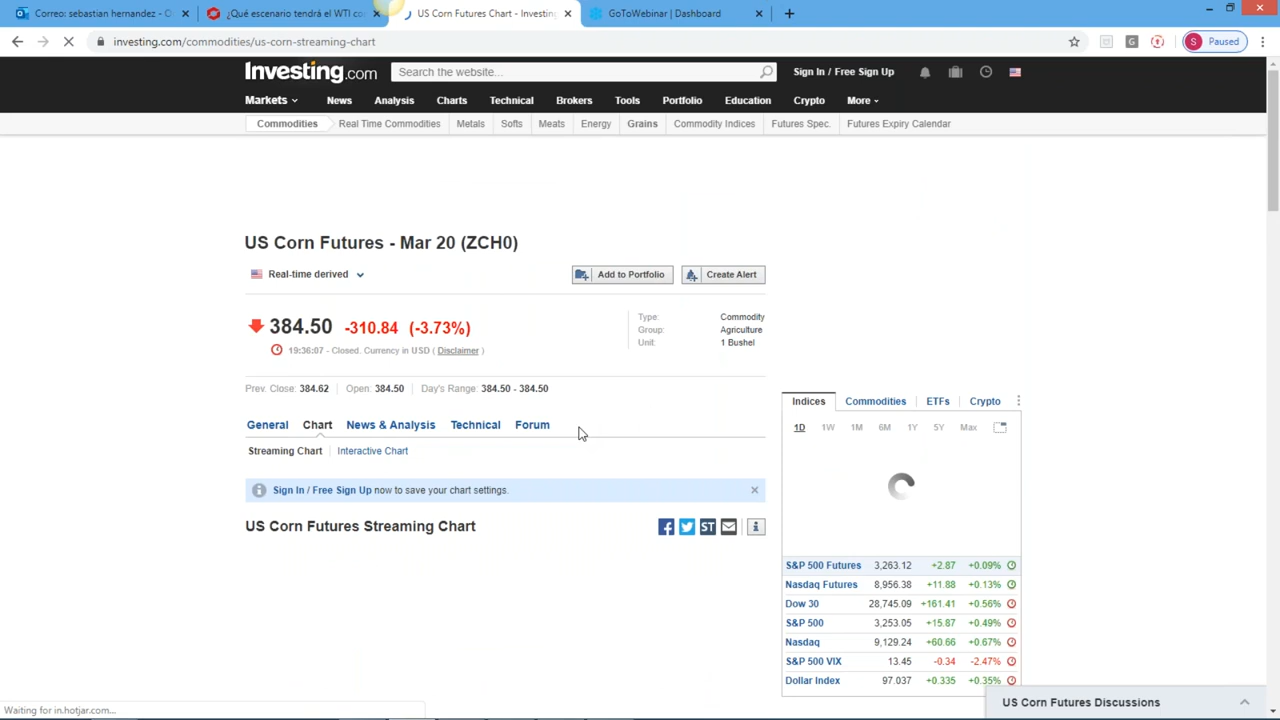 Correo: sebastian hernandez - O
¿Qué escenario tendrá el WTI co
US Corn Futures Chart - Investin
GoToWebinar | Dashboard
investing.com/commodities/us-corn-streaming-chart
S Paused
Investing.com
Search the website...
Sign In / Free Sign Up
Markets News Analysis Charts Technical Brokers Tools Portfolio Education Crypto More
Commodities Real Time Commodities Metals Softs Meats Energy Grains Commodity Indices Futures Spec. Futures Expiry Calendar
US Corn Futures - Mar 20 (ZCH0)
Real-time derived
Add to Portfolio
Create Alert
384.50 -310.84 (-3.73%)
19:36:07 - Closed. Currency in USD ( Disclaimer )
Type: Commodity
Group: Agriculture
Unit: 1 Bushel
Prev. Close: 384.62 Open: 384.50 Day's Range: 384.50 - 384.50
General Chart News & Analysis Technical Forum
Streaming Chart Interactive Chart
Sign In / Free Sign Up now to save your chart settings.
US Corn Futures Streaming Chart
ST
Indices Commodities ETFs Crypto
1D 1W 1M 6M 1Y 5Y Max
S&P 500 Futures 3,263.12 +2.87 +0.09%
Nasdaq Futures 8,956.38 +11.88 +0.13%
Dow 30 28,745.09 +161.41 +0.56%
S&P 500 3,253.05 +15.87 +0.49%
Nasdaq 9,129.24 +60.66 +0.67%
S&P 500 VIX 13.45 -0.34 -2.47%
Dollar Index 97.037 +0.335 +0.35%
US Corn Futures Discussions
Waiting for in.hotjar.com...